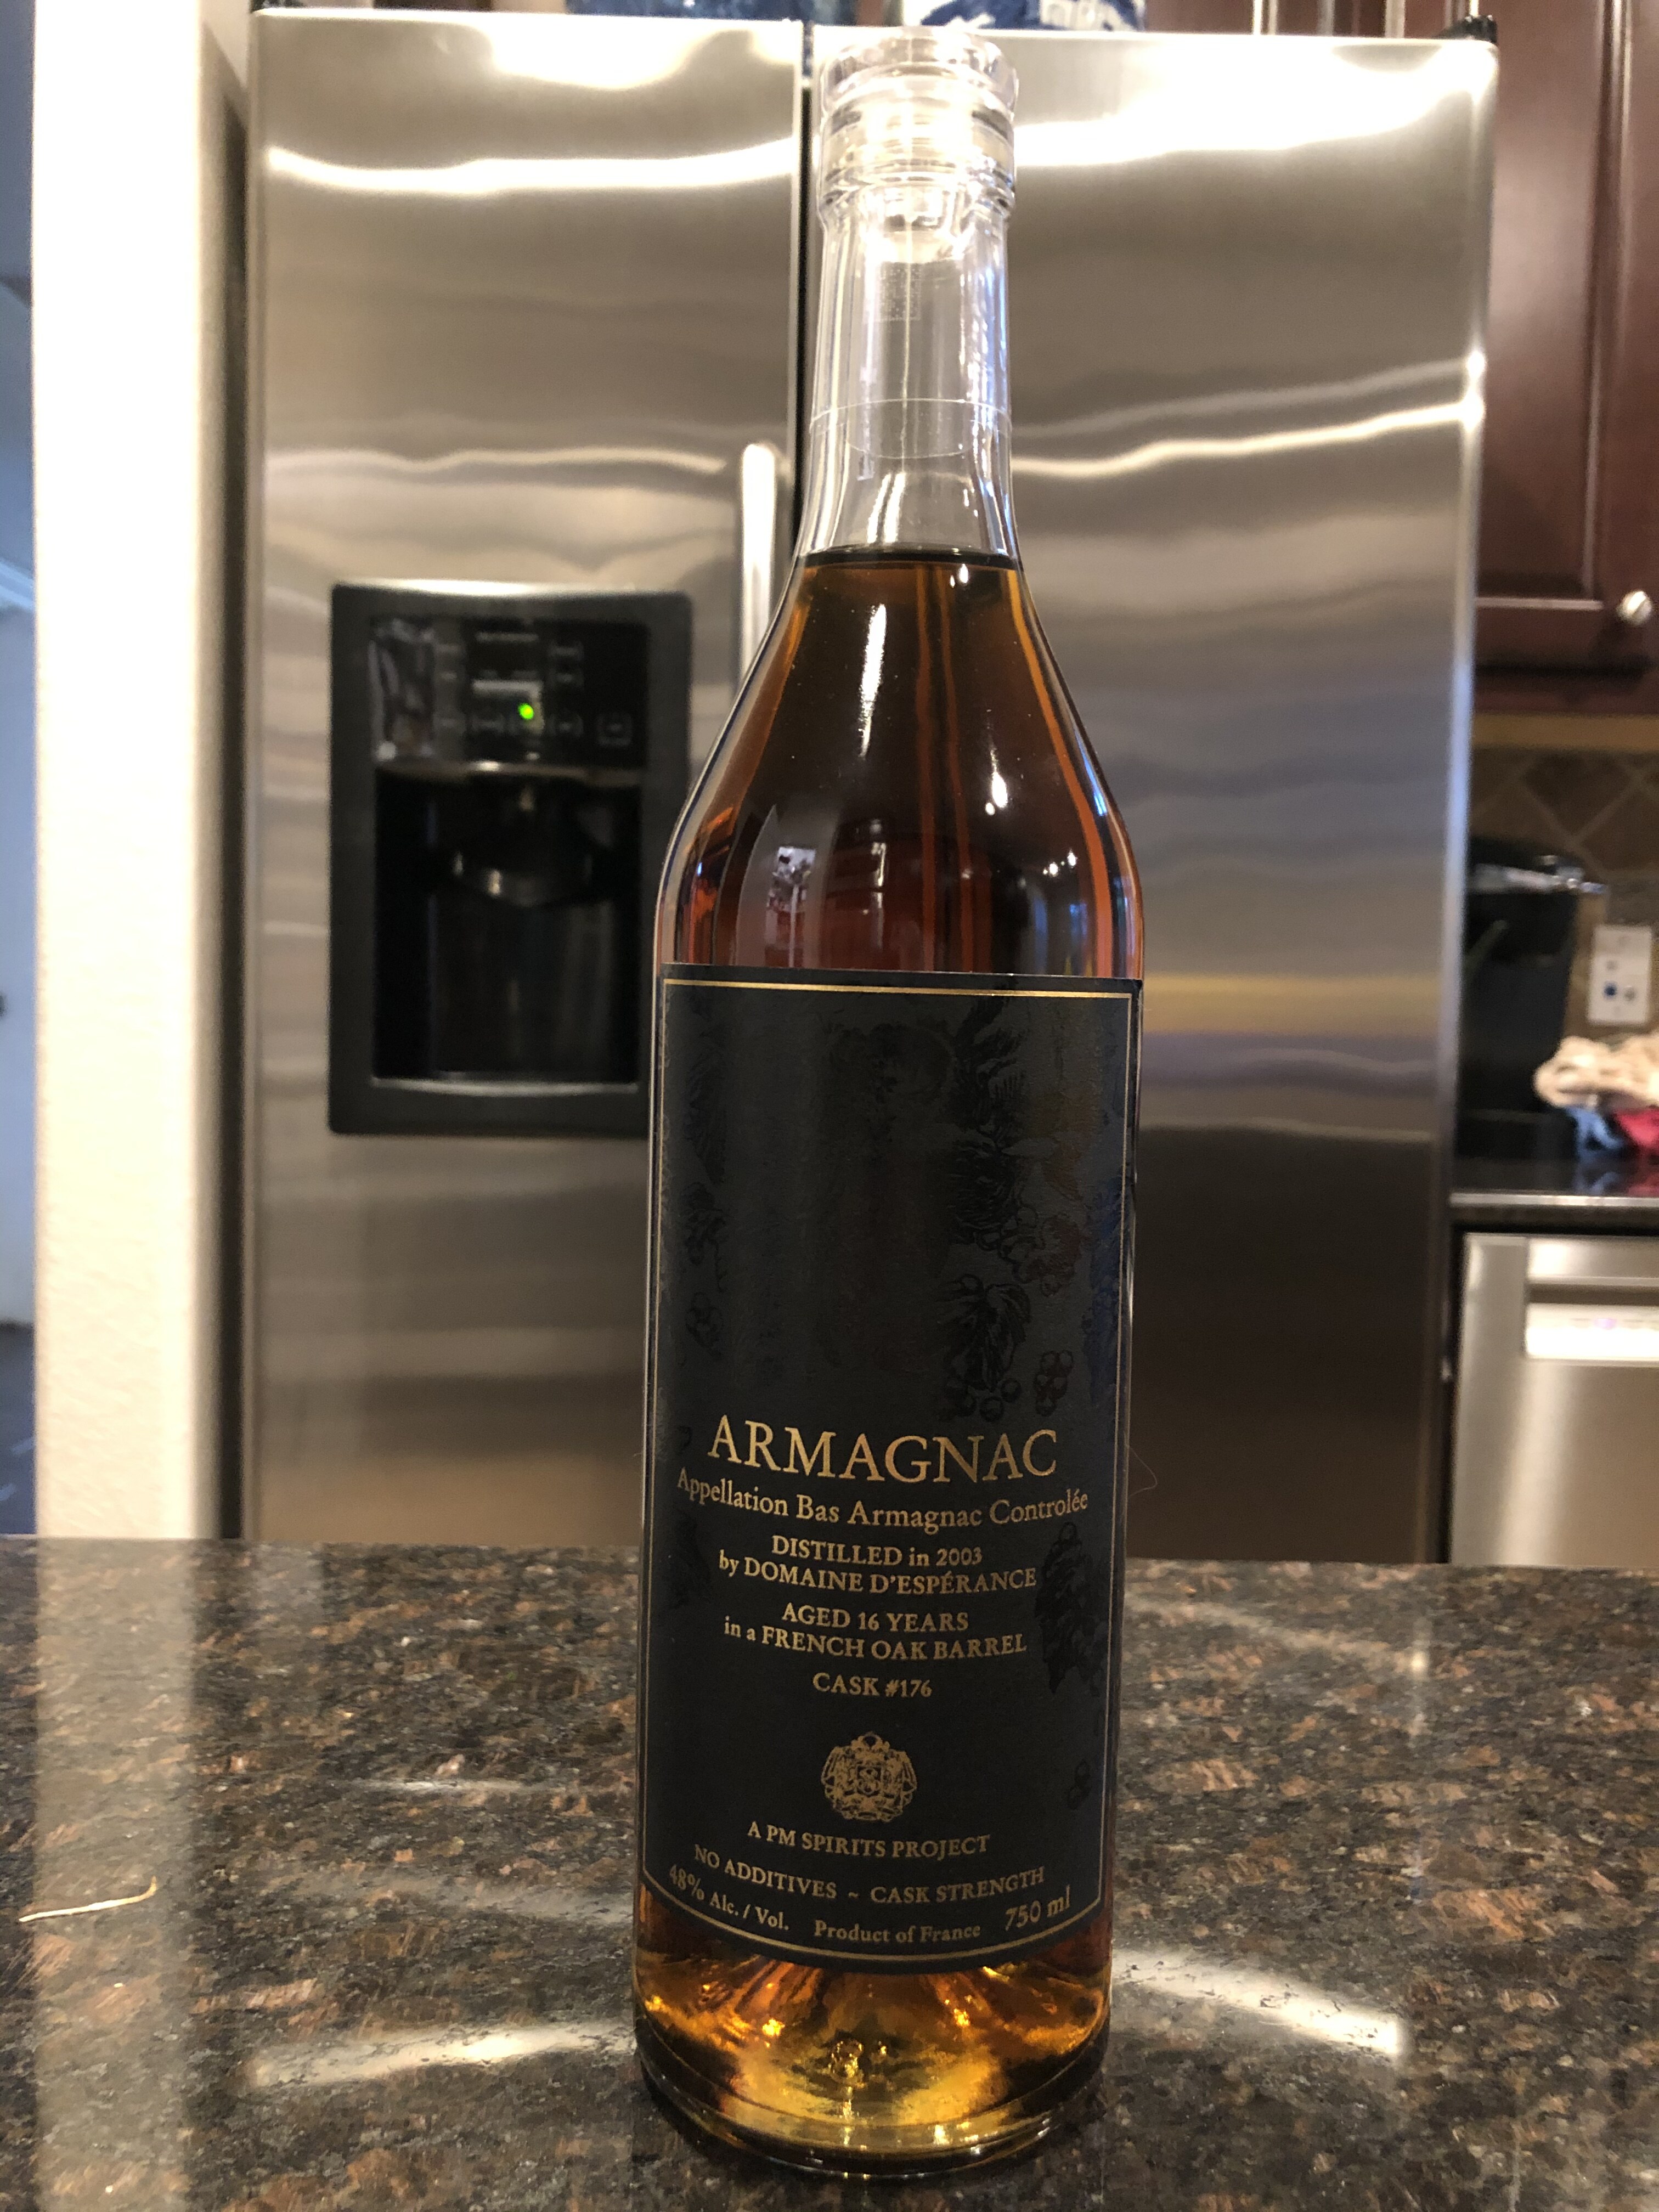 ARMAGNAC
Appellation Bas Armagnac Controlée
DISTILLED in 2003
by DOMAINE D'ESPÉRANCE
AGED 16 YEARS
in a FRENCH OAK BARREL
CASK #176
A PM SPIRITS PROJECT
NO ADDITIVES ~ CASK STRENGTH
48% Alc. / Vol. Product of France 750 ml